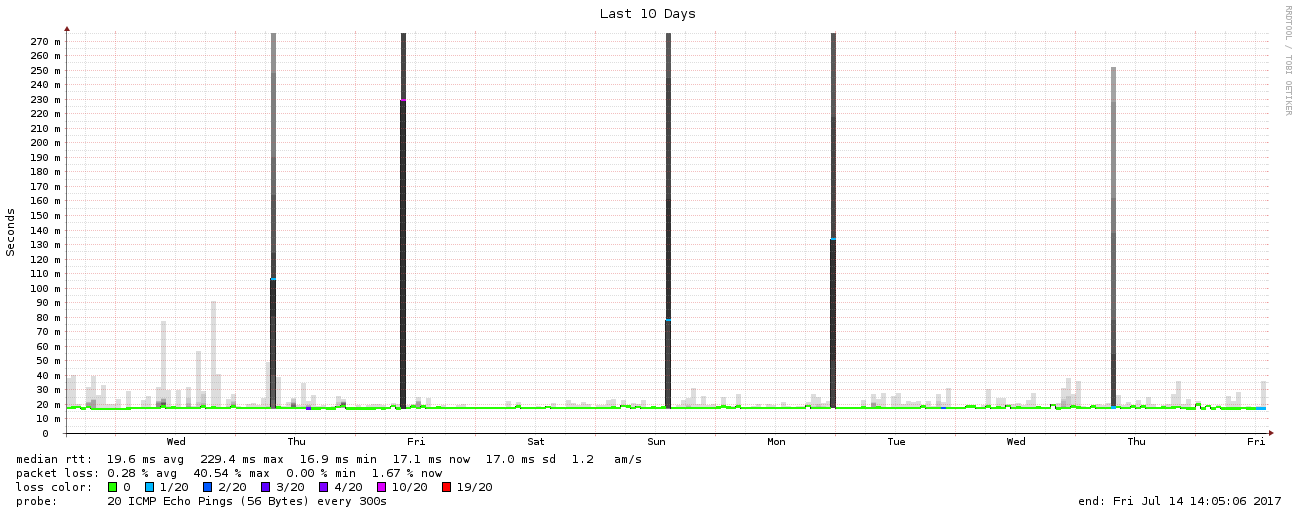 Last 10 Days
RRDTOOL / TOBI OETIKER
Seconds
270 m
260 m
250 m
240 m
230 m
220 m
210 m
200 m
190 m
180 m
170 m
160 m
150 m
140 m
130 m
120 m
110 m
100 m
90 m
80 m
70 m
60 m
50 m
40 m
30 m
20 m
10 m
0
Wed Thu Fri Sat Sun Mon Tue Wed Thu Fri
median rtt: 19.6 ms avg 229.4 ms max 16.9 ms min 17.1 ms now 17.0 ms sd 1.2 am/s
packet loss: 0.28 % avg 40.54 % max 0.00 % min 1.67 % now
loss color: 0 1/20 2/20 3/20 4/20 10/20 19/20
probe: 20 ICMP Echo Pings (56 Bytes) every 300s end: Fri Jul 14 14:05:06 2017